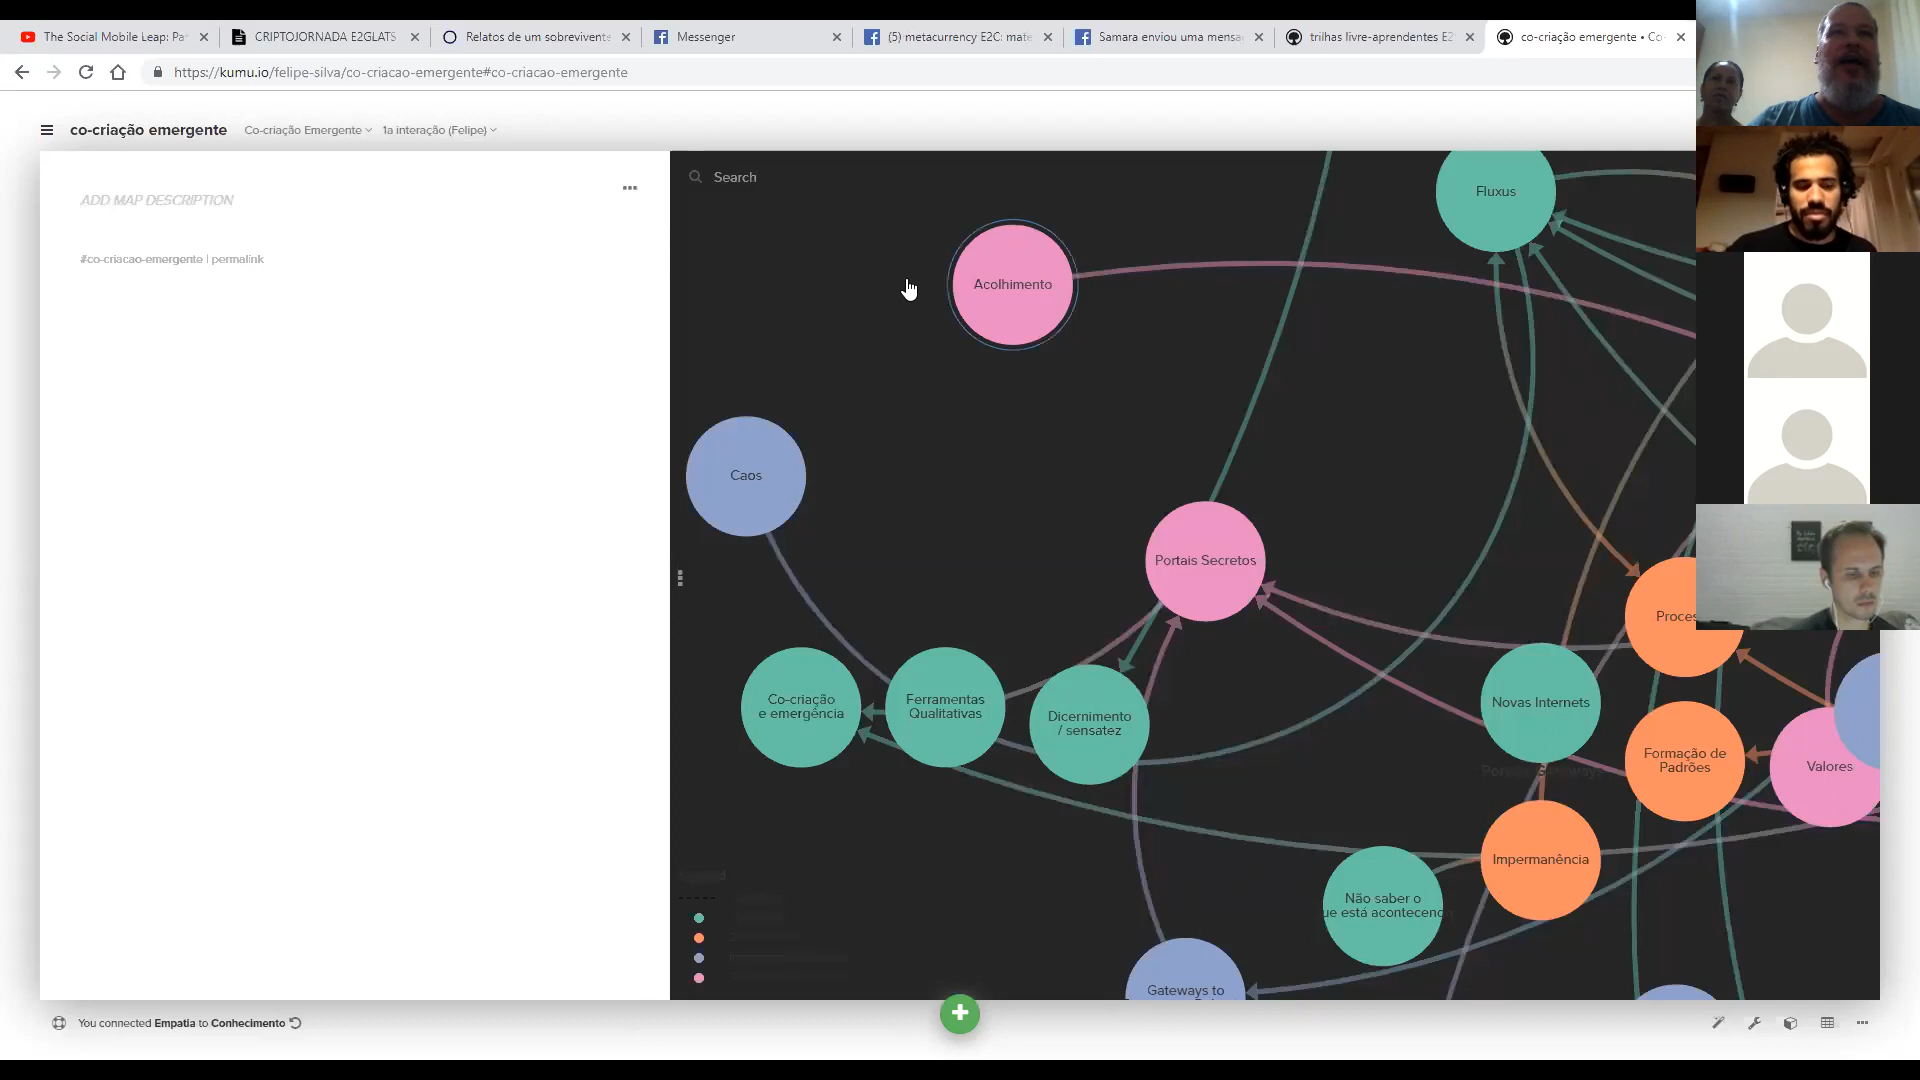 The Social Mobile Leap: Pa
CRIPTOJORNADA E2GLATS
Relatos de um sobrevivente
Messenger
(5) metacurrency E2C: mate
Samara enviou uma mensa
trilhas livre-aprendentes E2
co-criação emergente • Co
https://kumu.io/felipe-silva/co-criacao-emergente#co-criacao-emergente
co-criação emergente
Co-Criação Emergente
1a interação (Felipe)
ADD MAP DESCRIPTION
#co-criacao-emergente | permalink
Search
Fluxus
Acolhimento
Caos
Portais Secretos
Proces
Co-criação
e emergência
Ferramentas
Qualitativas
Dicernimento
/ sensatez
Novas Internets
Formação de
Padrões
Valores
Impermanência
Não saber o
ue está acontecend
Gateways to
You connected Empatia to Conhecimento